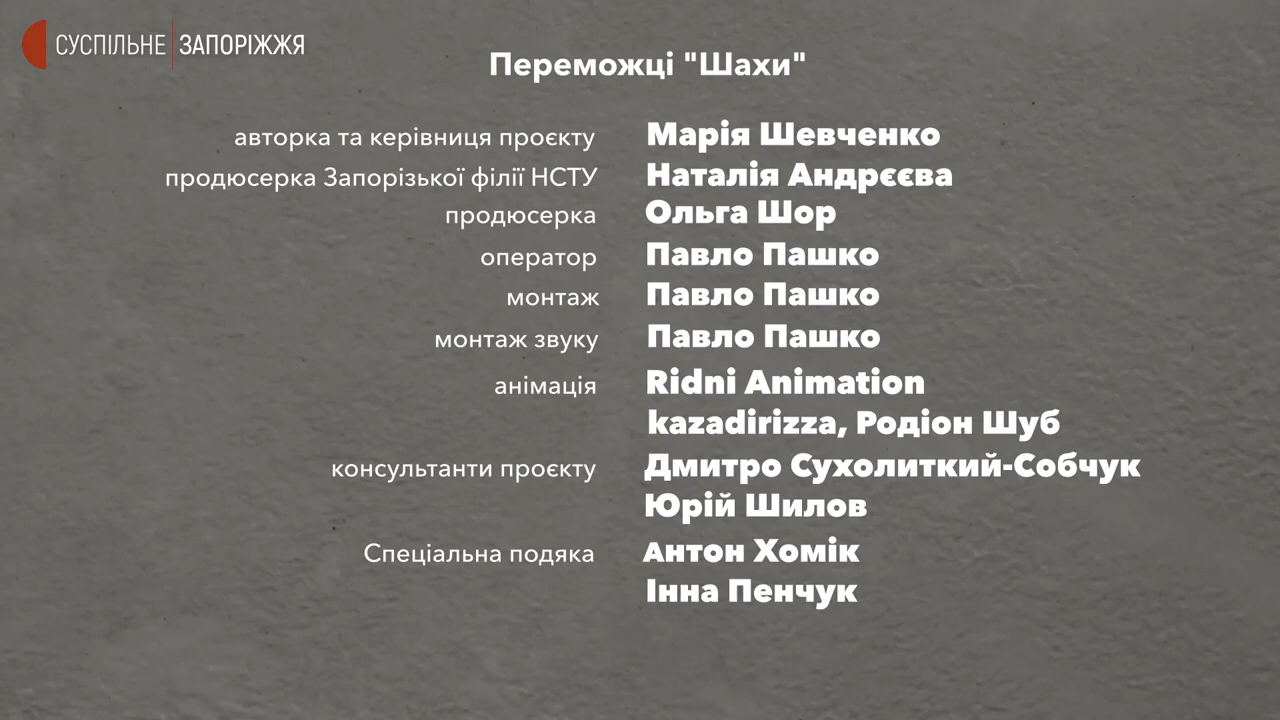 СУСПІЛЬНЕ ЗАПОРІЖЖЯ
Переможці "Шахи"
авторка та керівниця проєкту Марія Шевченко
продюсерка Запорізької філії НСТУ Наталія Андрєєва
продюсерка Ольга Шор
оператор Павло Пашко
монтаж Павло Пашко
монтаж звуку Павло Пашко
анімація Ridni Animation
kazadirizza, Родіон Шуб
консультанти проєкту Дмитро Сухолиткий-Собчук
Юрій Шилов
Спеціальна подяка Антон Хомік
Інна Пенчук